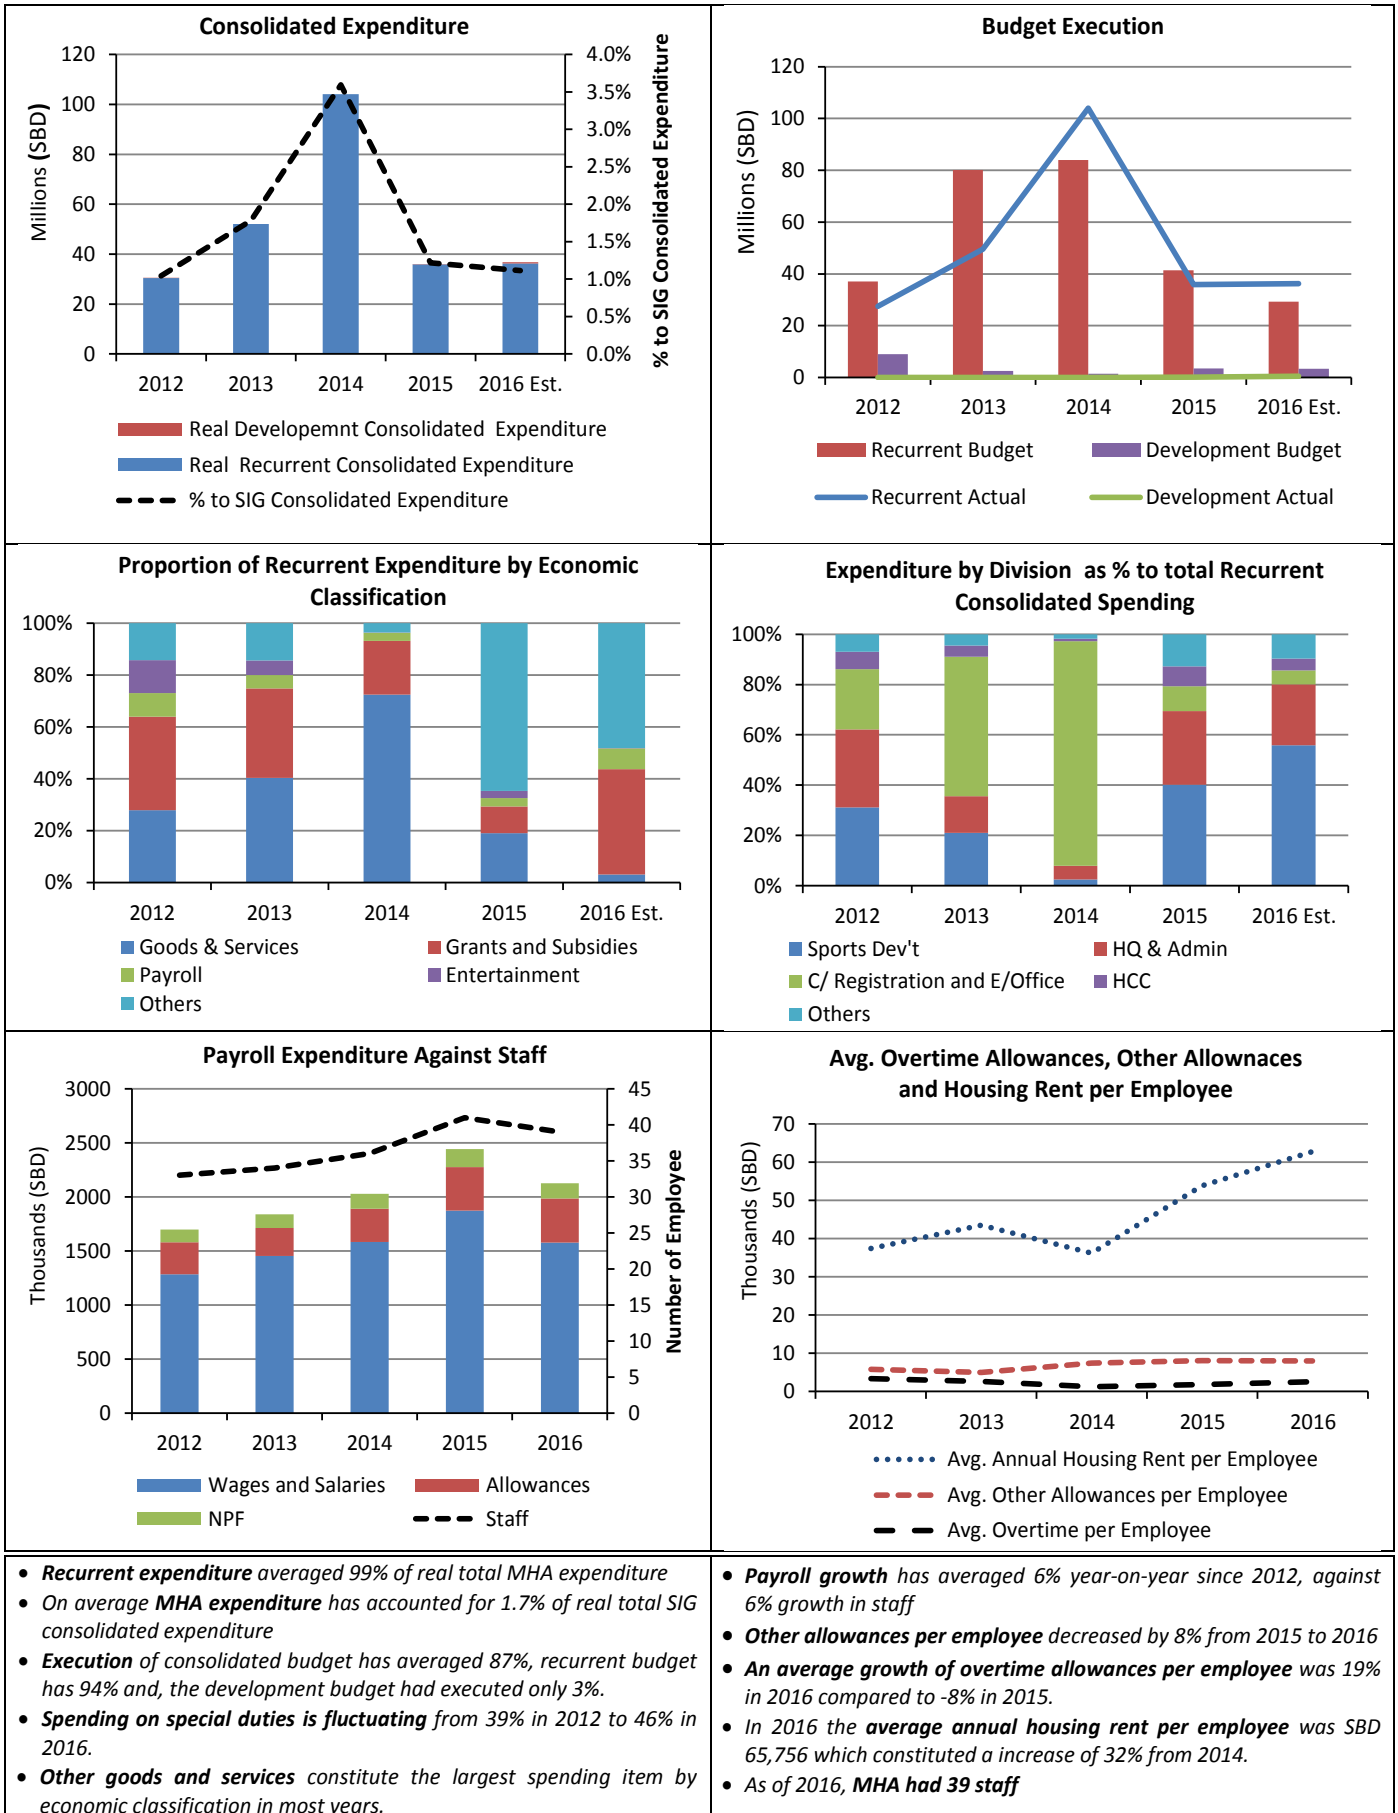 Consolidated Expenditure
120
100
80
60
40
20
0
Millions (SBD)
4.0%
3.5%
3.0%
2.5%
2.0%
1.5%
1.0%
0.5%
0.0%
% to SIG Consolidated Expenditure
2012 2013 2014 2015 2016 Est.
Real Developemnt Consolidated Expenditure
Real Recurrent Consolidated Expenditure
% to SIG Consolidated Expenditure
Budget Execution
120
100
80
60
40
20
0
Millions (SBD)
2012 2013 2014 2015 2016 Est.
Recurrent Budget Development Budget
Recurrent Actual Development Actual
Proportion of Recurrent Expenditure by Economic
Classification
100%
80%
60%
40%
20%
0%
2012 2013 2014 2015 2016 Est.
Goods & Services Grants and Subsidies
Payroll Entertainment
Others
Expenditure by Division as % to total Recurrent
Consolidated Spending
100%
80%
60%
40%
20%
0%
2012 2013 2014 2015 2016 Est.
Sports Dev't HQ & Admin
C/ Registration and E/Office HCC
Others
Payroll Expenditure Against Staff
3000
2500
2000
1500
1000
500
0
Thousands (SBD)
45
40
35
30
25
20
15
10
5
0
Number of Employee
2012 2013 2014 2015 2016
Wages and Salaries Allowances
NPF Staff
Avg. Overtime Allowances, Other Allownaces
and Housing Rent per Employee
70
60
50
40
30
20
10
0
Thousands (SBD)
2012 2013 2014 2015 2016
Avg. Annual Housing Rent per Employee
Avg. Other Allowances per Employee
Avg. Overtime per Employee
• Recurrent expenditure averaged 99% of real total MHA expenditure
• On average MHA expenditure has accounted for 1.7% of real total SIG
consolidated expenditure
• Execution of consolidated budget has averaged 87%, recurrent budget
has 94% and, the development budget had executed only 3%.
• Spending on special duties is fluctuating from 39% in 2012 to 46% in
2016.
• Other goods and services constitute the largest spending item by
economic classification in most years.
• Payroll growth has averaged 6% year-on-year since 2012, against
6% growth in staff
• Other allowances per employee decreased by 8% from 2015 to 2016
• An average growth of overtime allowances per employee was 19%
in 2016 compared to -8% in 2015.
• In 2016 the average annual housing rent per employee was SBD
65,756 which constituted a increase of 32% from 2014.
• As of 2016, MHA had 39 staff